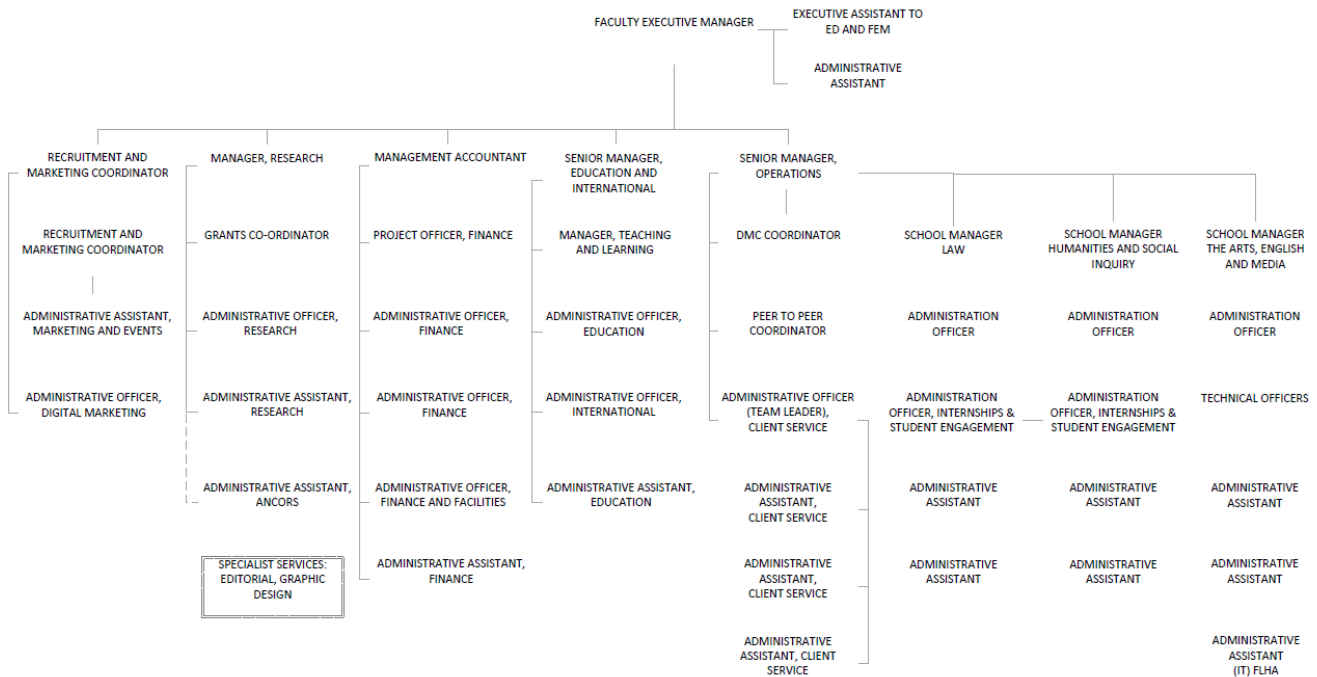 FACULTY EXECUTIVE MANAGER
EXECUTIVE ASSISTANT TO
ED AND FEM
ADMINISTRATIVE
ASSISTANT
RECRUITMENT AND
MARKETING COORDINATOR
MANAGER, RESEARCH
MANAGEMENT ACCOUNTANT
SENIOR MANAGER,
EDUCATION AND
INTERNATIONAL
SENIOR MANAGER,
OPERATIONS
RECRUITMENT AND
MARKETING COORDINATOR
GRANTS CO-ORDINATOR
PROJECT OFFICER, FINANCE
MANAGER, TEACHING
AND LEARNING
DMC COORDINATOR
SCHOOL MANAGER
LAW
SCHOOL MANAGER
HUMANITIES AND SOCIAL
INQUIRY
SCHOOL MANAGER
THE ARTS, ENGLISH
AND MEDIA
ADMINISTRATIVE ASSISTANT,
MARKETING AND EVENTS
ADMINISTRATIVE OFFICER,
RESEARCH
ADMINISTRATIVE OFFICER,
FINANCE
ADMINISTRATIVE OFFICER,
EDUCATION
PEER TO PEER
COORDINATOR
ADMINISTRATION
OFFICER
ADMINISTRATION
OFFICER
ADMINISTRATION
OFFICER
ADMINISTRATIVE OFFICER,
DIGITAL MARKETING
ADMINISTRATIVE ASSISTANT,
RESEARCH
ADMINISTRATIVE OFFICER,
FINANCE
ADMINISTRATIVE OFFICER,
INTERNATIONAL
ADMINISTRATIVE OFFICER
(TEAM LEADER),
CLIENT SERVICE
ADMINISTRATION
OFFICER, INTERNSHIPS &
STUDENT ENGAGEMENT
ADMINISTRATION
OFFICER, INTERNSHIPS &
STUDENT ENGAGEMENT
TECHNICAL OFFICERS
ADMINISTRATIVE ASSISTANT,
ANCORS
ADMINISTRATIVE OFFICER,
FINANCE AND FACILITIES
ADMINISTRATIVE ASSISTANT,
EDUCATION
ADMINISTRATIVE
ASSISTANT,
CLIENT SERVICE
ADMINISTRATIVE
ASSISTANT
ADMINISTRATIVE
ASSISTANT
ADMINISTRATIVE
ASSISTANT
SPECIALIST SERVICES:
EDITORIAL, GRAPHIC
DESIGN
ADMINISTRATIVE ASSISTANT,
FINANCE
ADMINISTRATIVE
ASSISTANT,
CLIENT SERVICE
ADMINISTRATIVE
ASSISTANT
ADMINISTRATIVE
ASSISTANT
ADMINISTRATIVE
ASSISTANT
ADMINISTRATIVE
ASSISTANT, CLIENT
SERVICE
ADMINISTRATIVE
ASSISTANT
(IT) FLHA